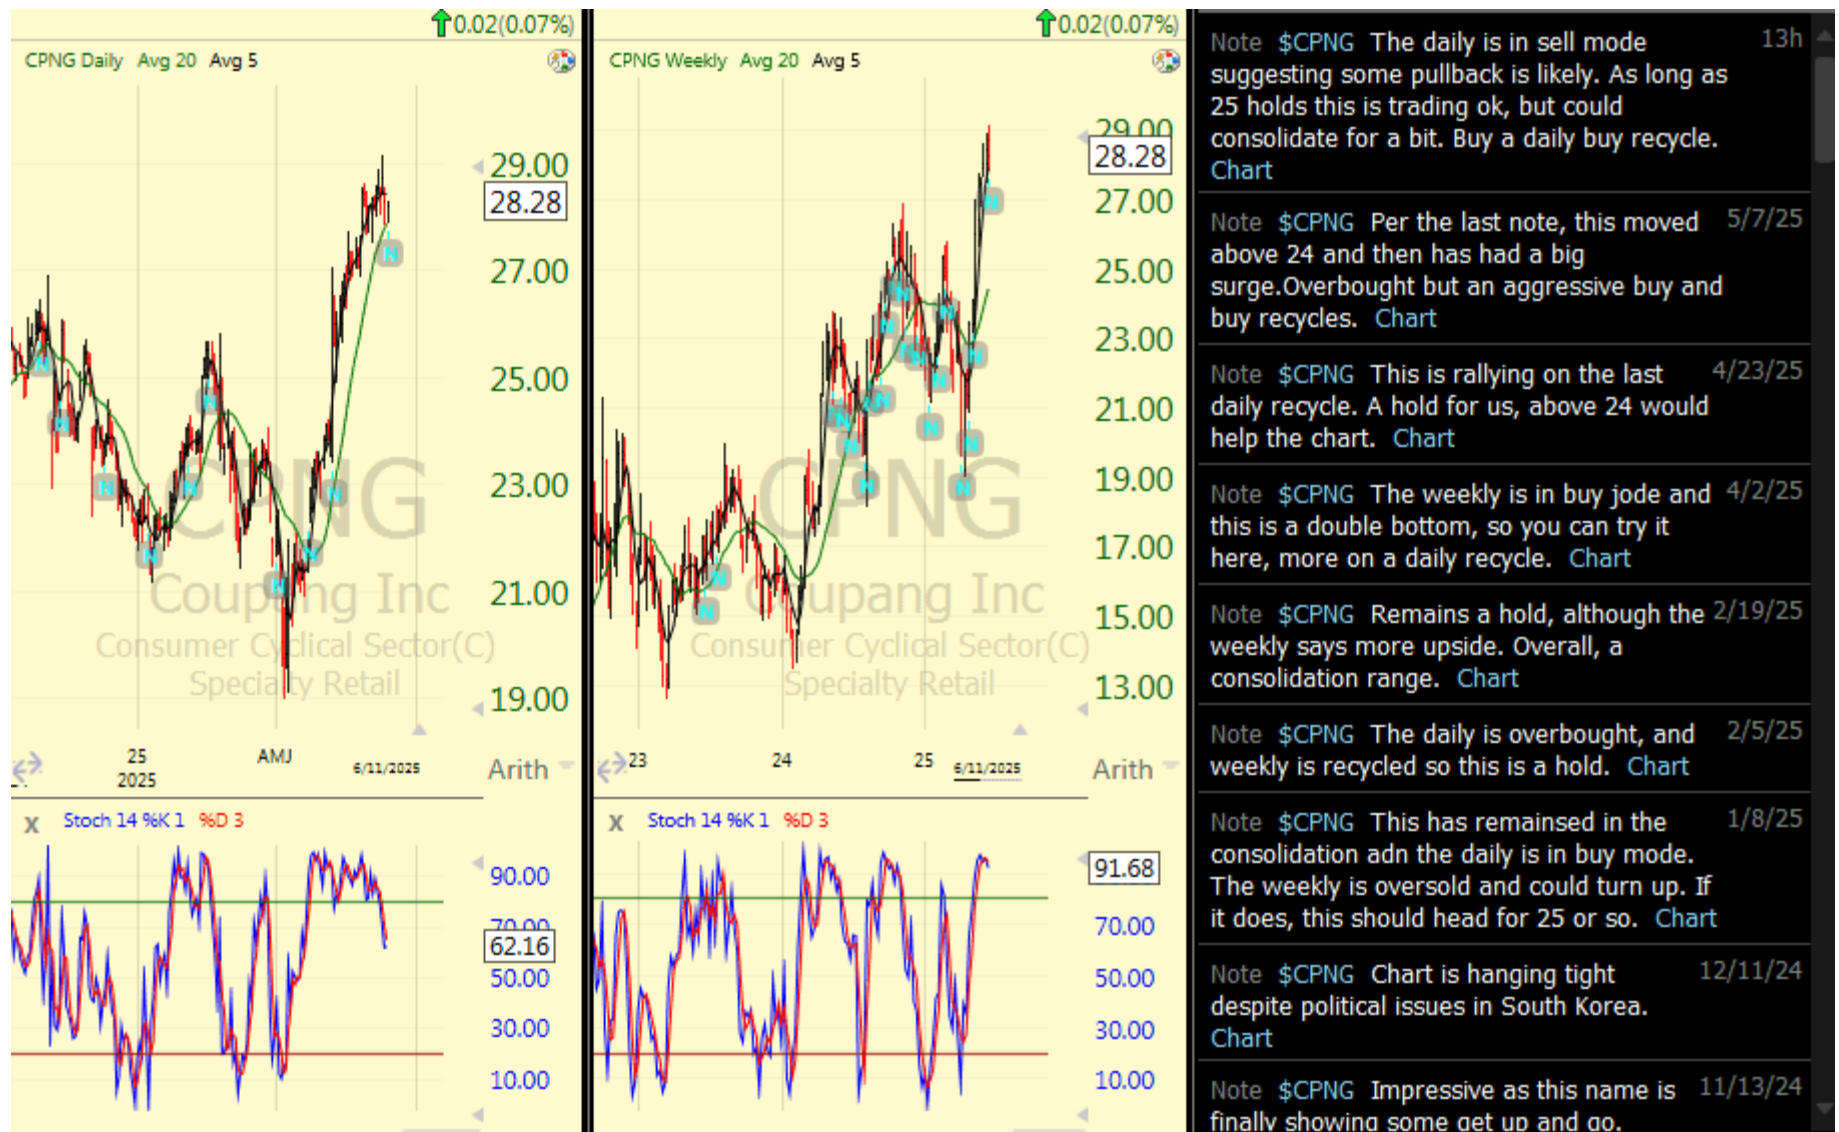 0.02(0.07%)
CPNG Daily Avg 20 Avg 5
29.00
28.28
27.00
25.00
23.00
21.00
19.00
CPNG
Coupang Inc
Consumer Cyclical Sector(C)
Specialty Retail
25
2025
AMJ
6/11/2025
Arith
X Stoch 14 %K 1 %D 3
90.00
70.00
62.16
50.00
30.00
10.00
0.02(0.07%)
CPNG Weekly Avg 20 Avg 5
29.00
28.28
27.00
25.00
23.00
21.00
19.00
17.00
15.00
13.00
CPNG
Coupang Inc
Consumer Cyclical Sector(C)
Specialty Retail
23
24
25
6/11/2025
Arith
X Stoch 14 %K 1 %D 3
91.68
70.00
50.00
30.00
10.00
Note $CPNG The daily is in sell mode 13h
suggesting some pullback is likely. As long as
25 holds this is trading ok, but could
consolidate for a bit. Buy a daily buy recycle.
Chart
Note $CPNG Per the last note, this moved 5/7/25
above 24 and then has had a big
surge.Overbought but an aggressive buy and
buy recycles. Chart
Note $CPNG This is rallying on the last 4/23/25
daily recycle. A hold for us, above 24 would
help the chart. Chart
Note $CPNG The weekly is in buy jode and 4/2/25
this is a double bottom, so you can try it
here, more on a daily recycle. Chart
Note $CPNG Remains a hold, although the 2/19/25
weekly says more upside. Overall, a
consolidation range. Chart
Note $CPNG The daily is overbought, and 2/5/25
weekly is recycled so this is a hold. Chart
Note $CPNG This has remainsed in the 1/8/25
consolidation adn the daily is in buy mode.
The weekly is oversold and could turn up. If
it does, this should head for 25 or so. Chart
Note $CPNG Chart is hanging tight 12/11/24
despite political issues in South Korea.
Chart
Note $CPNG Impressive as this name is 11/13/24
finally showing some get up and go.